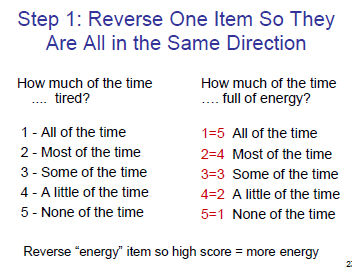 Step 1: Reverse One Item So They
Are All in the Same Direction
How much of the time
.... tired?
1 - All of the time
2 - Most of the time
3 - Some of the time
4 - A little of the time
5 - None of the time
How much of the time
…. full of energy?
1=5 All of the time
2=4 Most of the time
3=3 Some of the time
4=2 A little of the time
5=1 None of the time
Reverse “energy” item so high score = more energy